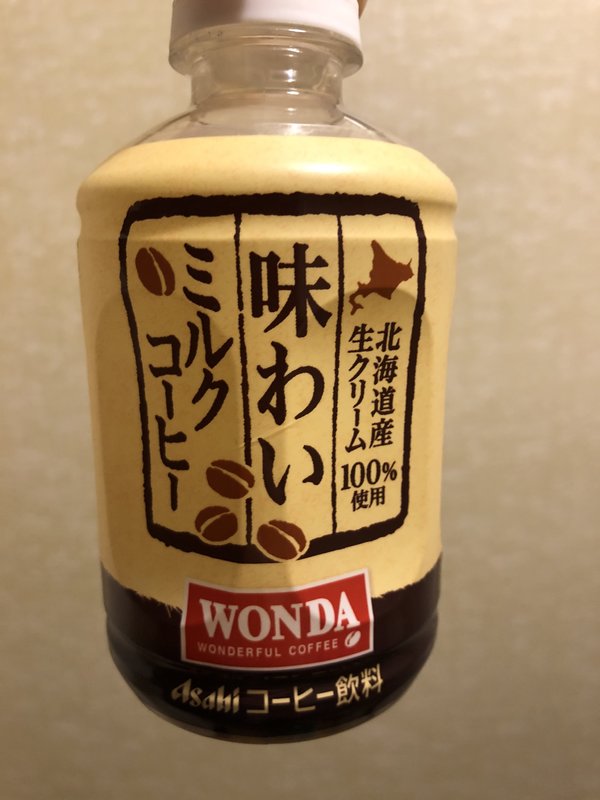 北海道産
生クリーム
100%
使用
味わい
ミルク
コーヒー
WONDA
WONDERFUL COFFEE
Asahi コーヒー飲料